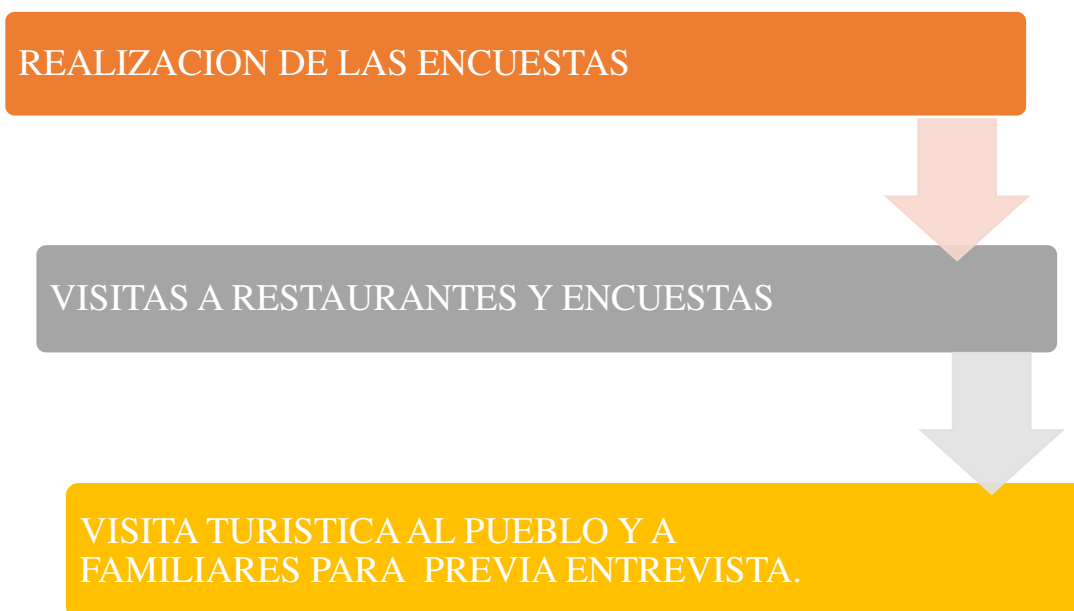 REALIZACION DE LAS ENCUESTAS
VISITAS A RESTAURANTES Y ENCUESTAS
VISITA TURISTICA AL PUEBLO Y A
FAMILIARES PARA PREVIA ENTREVISTA.